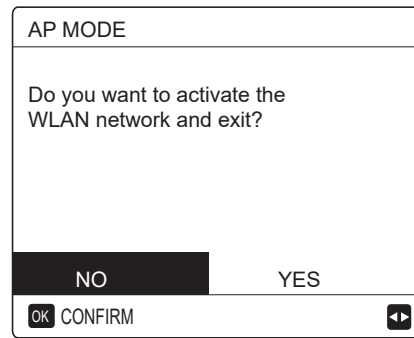 AP MODE
Do you want to activate the
WLAN network and exit?
NO YES
OK CONFIRM